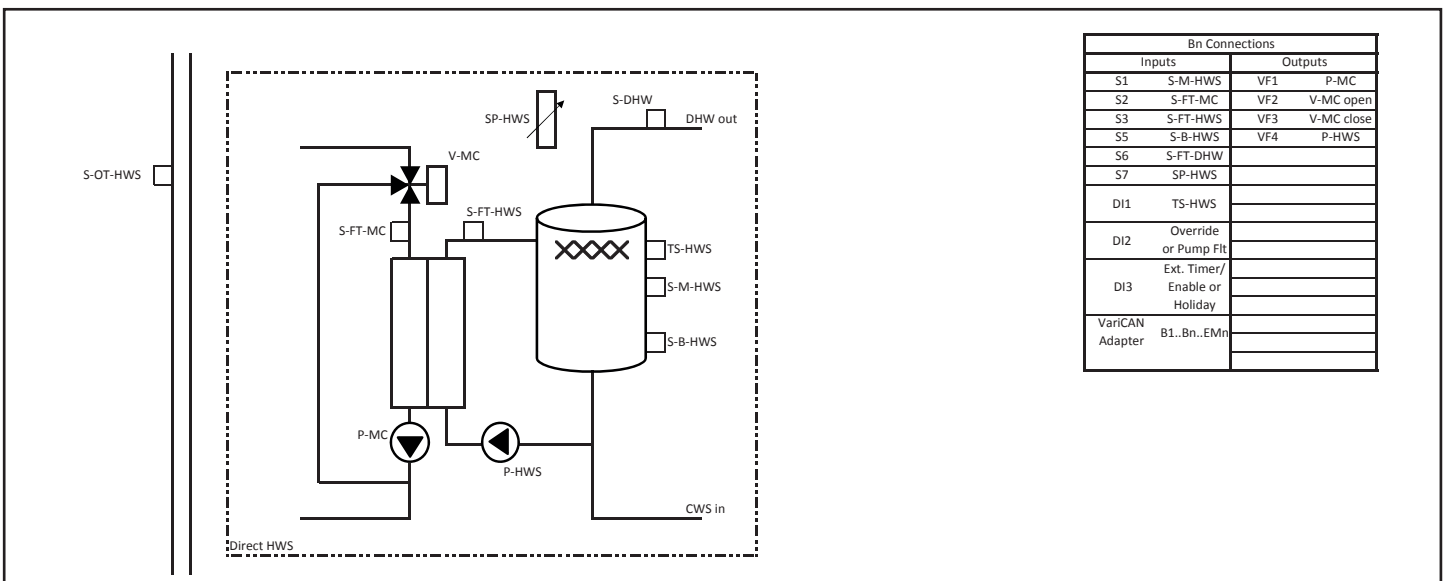 Bn Connections
Inputs Outputs
S1 S-M-HWS VF1 P-MC
S2 S-FT-MC VF2 V-MC open
S3 S-FT-HWS VF3 V-MC close
S5 S-B-HWS VF4 P-HWS
S6 S-FT-DHW
S7 SP-HWS
DI1 TS-HWS
DI2 Override
or Pump Flt
DI3 Ext. Timer/
Enable or
Holiday
VariCAN
Adapter B1..Bn..EMn
S-OT-HWS
S-DHW
SP-HWS
DHW out
V-MC
S-FT-HWS
S-FT-MC
TS-HWS
S-M-HWS
S-B-HWS
P-MC
P-HWS
CWS in
Direct HWS